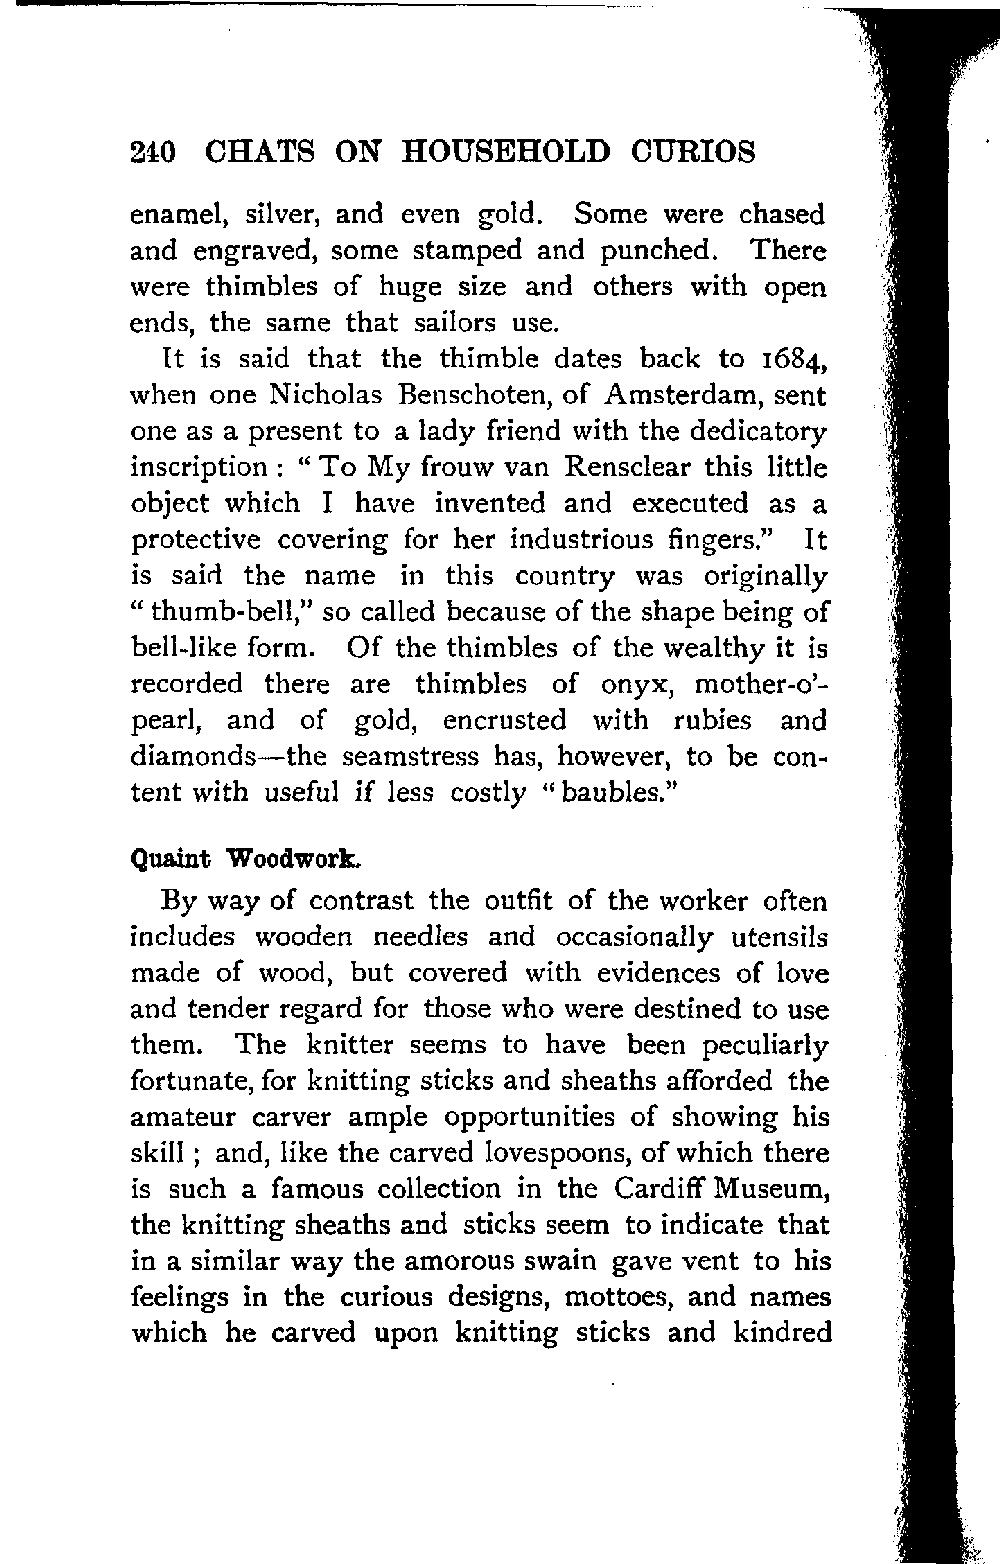 240 CHATS ON HOUSEHOLD CURIOS
enamel, silver, and even gold. Some were chased
and engraved, some stamped and punched. There
were thimbles of huge size and others with open
ends, the same that sailors use.
It is said that the thimble dates back to 1684,
when one Nicholas Benschoten, of Amsterdam, sent
one as a present to a lady friend with the dedicatory
inscription : “ To My frouw van Rensclear this little
object which I have invented and executed as a
protective covering for her industrious fingers.” It
is said the name in this country was originally
“ thumb-bell,” so called because of the shape being of
bell-like form. Of the thimbles of the wealthy it is
recorded there are thimbles of onyx, mother-o’-
pearl, and of gold, encrusted with rubies and
diamonds—the seamstress has, however, to be con-
tent with useful if less costly “ baubles.”
Quaint Woodwork.
By way of contrast the outfit of the worker often
includes wooden needles and occasionally utensils
made of wood, but covered with evidences of love
and tender regard for those who were destined to use
them. The knitter seems to have been peculiarly
fortunate, for knitting sticks and sheaths afforded the
amateur carver ample opportunities of showing his
skill ; and, like the carved lovespoons, of which there
is such a famous collection in the Cardiff Museum,
the knitting sheaths and sticks seem to indicate that
in a similar way the amorous swain gave vent to his
feelings in the curious designs, mottoes, and names
which he carved upon knitting sticks and kindred